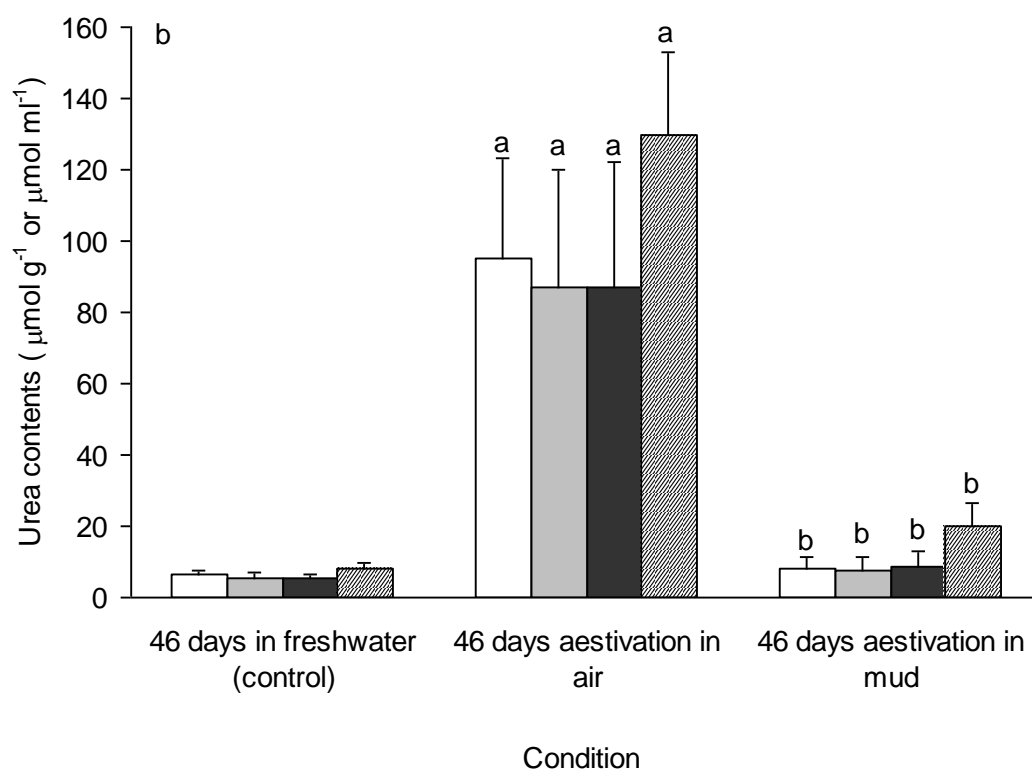 b
Urea contents ( μmol g⁻¹ or μmol ml⁻¹)
160
140
120
100
80
60
40
20
0
a
a
a
a
b
b
b
b
46 days in freshwater
(control)
46 days aestivation in
air
46 days aestivation in
mud
Condition